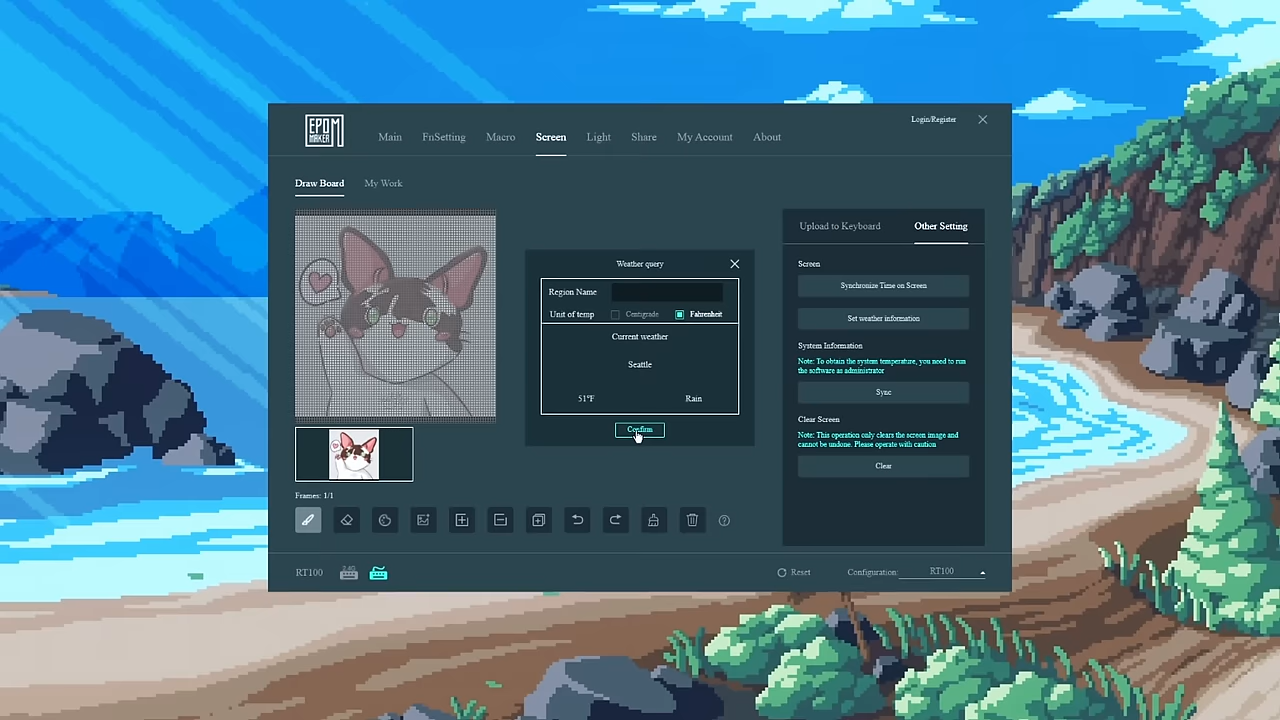 EPOMAKER
Login/Register
Main FnSetting Macro Screen Light Share My Account About
Draw Board My Work
Upload to Keyboard Other Setting
Weather query
Region Name
Unit of temp Centigrade Fahrenheit
Current weather
Seattle
51°F Rain
Confirm
Screen
Synchronize Time on Screen
Set weather information
System Information
Note: To obtain the system temperature, you need to run
the software as administrator
Sync
Clear Screen
Note: This operation only clears the screen image and
cannot be undone. Please operate with caution
Clear
Frames: 1/1
RT100 2.4G Reset Configuration: RT100